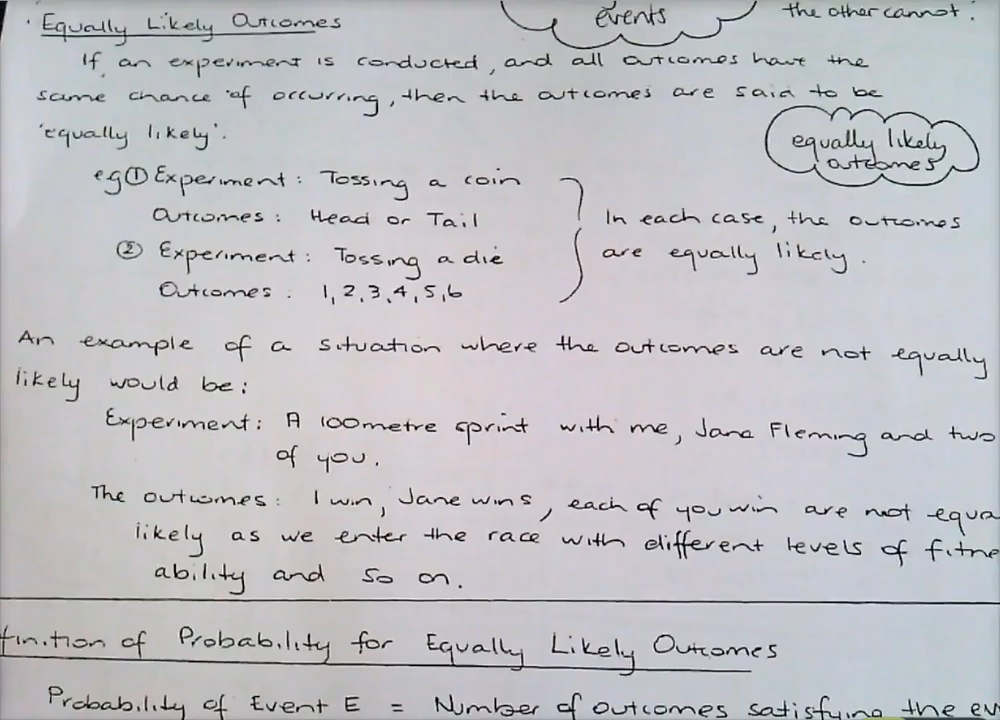 events
the other cannot.
· Equally Likely Outcomes
If an experiment is conducted, and all outcomes have the
same chance of occurring, then the outcomes are said to be
'equally likely'.
equally likely
outcomes
eg ① Experiment: Tossing a coin
Outcomes: Head or Tail
② Experiment: Tossing a die
Outcomes: 1, 2, 3, 4, 5, 6
In each case, the outcomes
are equally likely.
An example of a situation where the outcomes are not equally
likely would be:
Experiment: A 100metre sprint with me, Jane Fleming and two
of you.
The outcomes: I win, Jane wins, each of you win are not equa
likely as we enter the race with different levels of fitne
ability and so on.
finition of Probability for Equally Likely Outcomes
Probability of Event E = Number of outcomes satisfying the ev